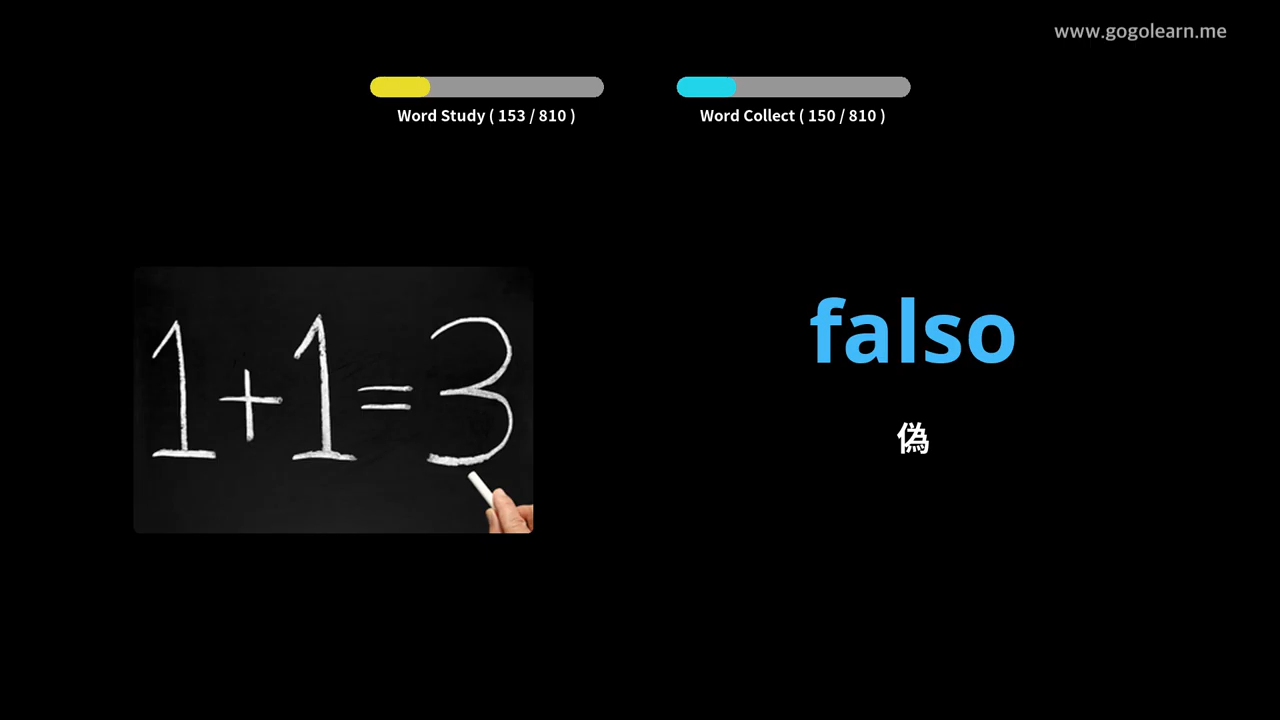 www.gogolearn.me
Word Study ( 153 / 810 )
Word Collect ( 150 / 810 )
1+1=3
falso
偽